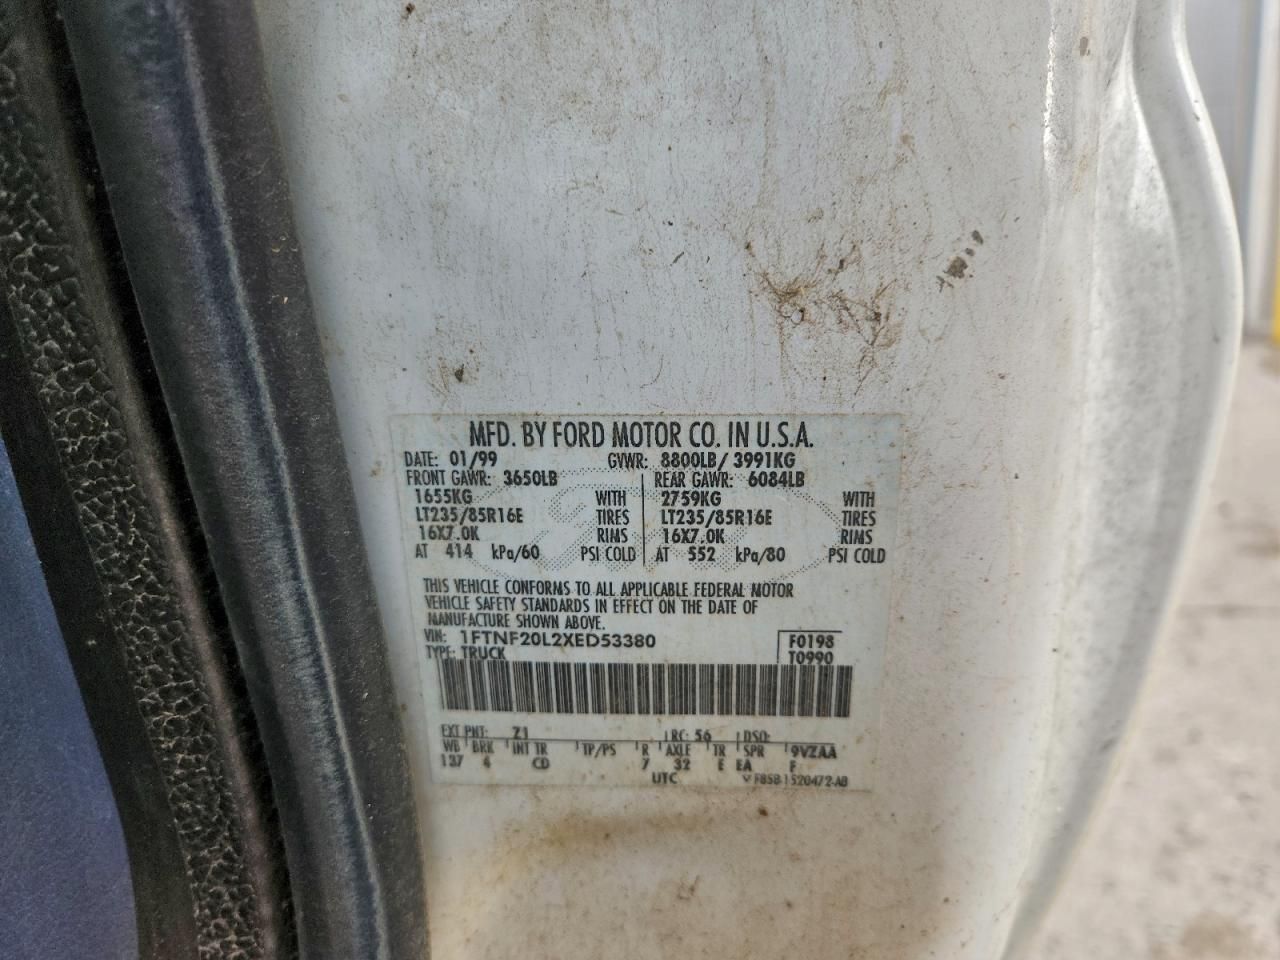 MFD. BY FORD MOTOR CO. IN U.S.A.
DATE: 01/99 GVWR: 8800LB/ 3991KG
FRONT GAWR: 3650LB REAR GAWR: 6084LB
1655KG WITH 2759KG WITH
LT235/85R16E TIRES LT235/85R16E TIRES
16X7.0K RIMS 16X7.0K RIMS
AT 414 kPa/60 PSI COLD AT 552 kPa/80 PSI COLD
THIS VEHICLE CONFORMS TO ALL APPLICABLE FEDERAL MOTOR
VEHICLE SAFETY STANDARDS IN EFFECT ON THE DATE OF
MANUFACTURE SHOWN ABOVE.
VIN: 1FTNF20L2XED53380 F0198
TYPE: TRUCK T0990
EXT PNT: Z1 RC: 56 DSO:
WB BRK INT TR TP/PS R AXLE TR SPR 9VZAA
137 4 CD 7 32 E EA F
UTC F85B-1520472-AB